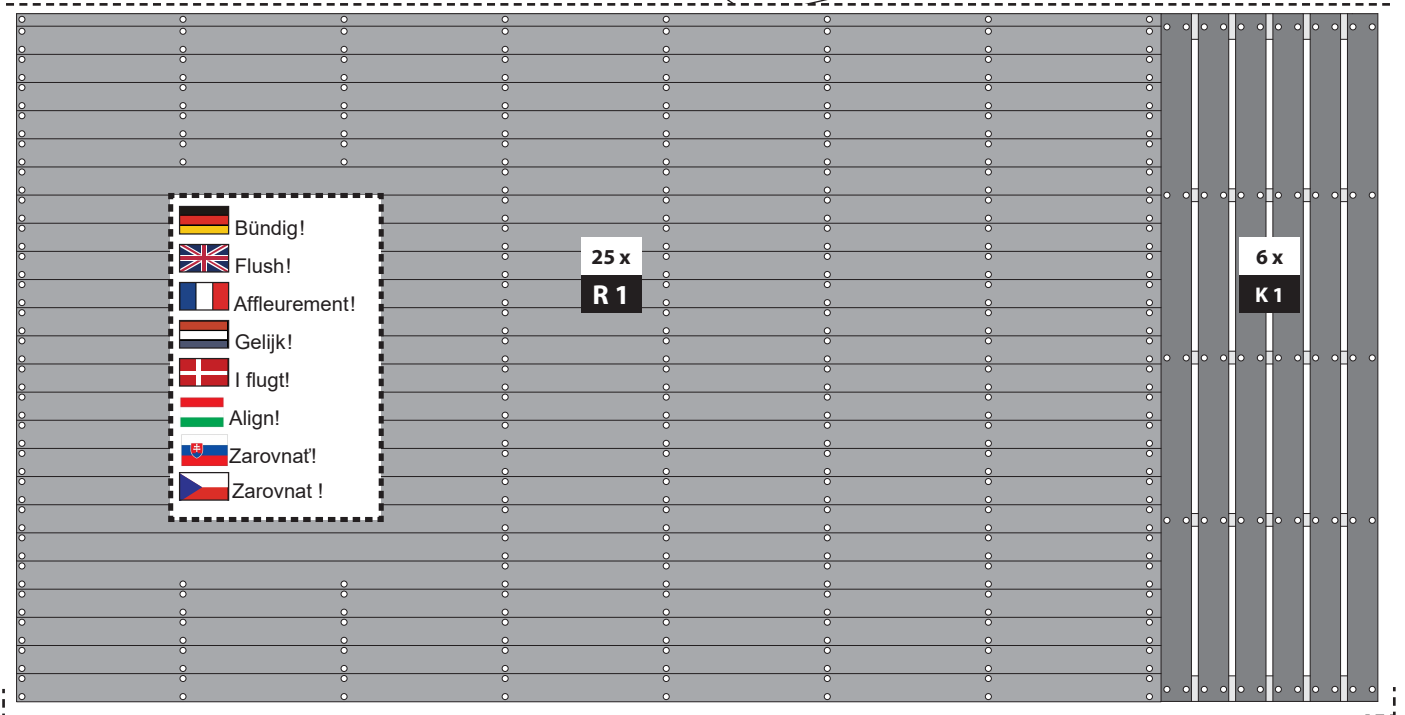 Bündig!
Flush!
Affleurement!
Gelijk!
I flugt!
Align!
Zarovnať!
Zarovnat !
25 x
R 1
6 x
K 1